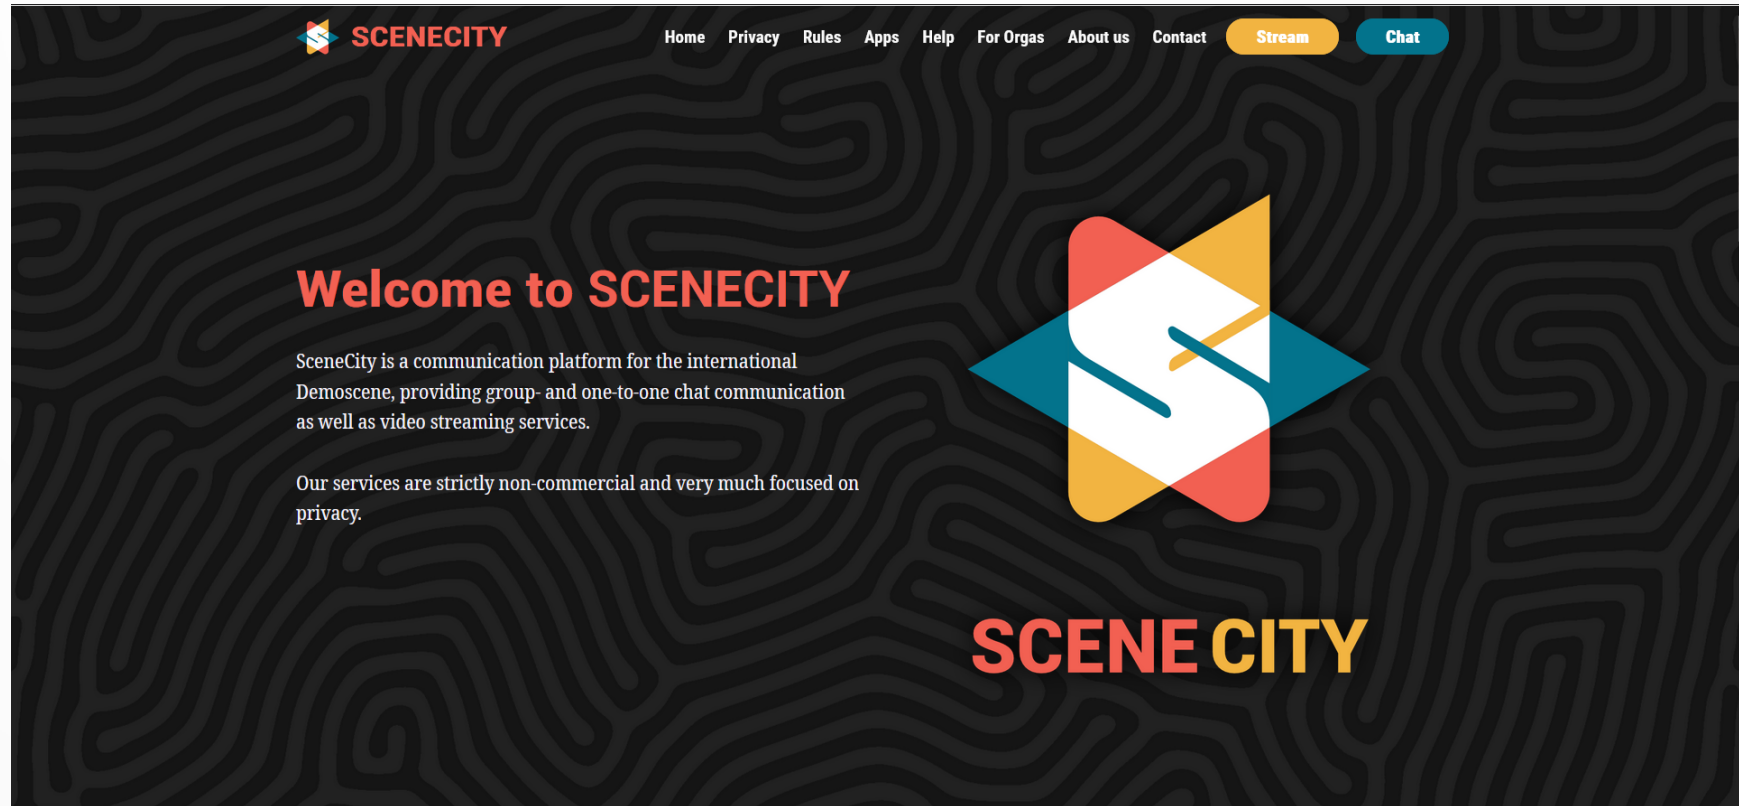 SCENECITY
Home Privacy Rules Apps Help For Orgas About us Contact Stream Chat
Welcome to SCENECITY
SceneCity is a communication platform for the international
Demoscene, providing group- and one-to-one chat communication
as well as video streaming services.
Our services are strictly non-commercial and very much focused on
privacy.
SCENE CITY